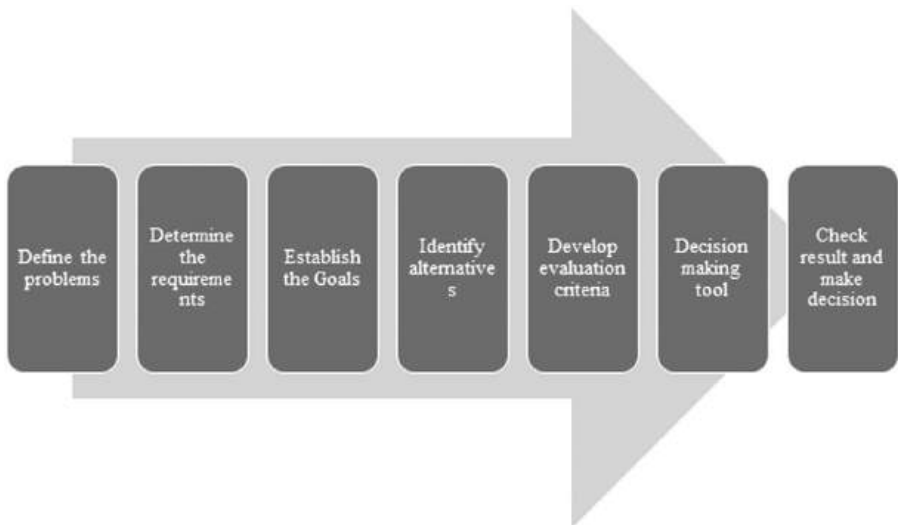 Define the
problems
Determine
the
requireme
nts
Establish
the Goals
Identify
alternative
s
Develop
evaluation
criteria
Decision
making
tool
Check
result and
make
decision